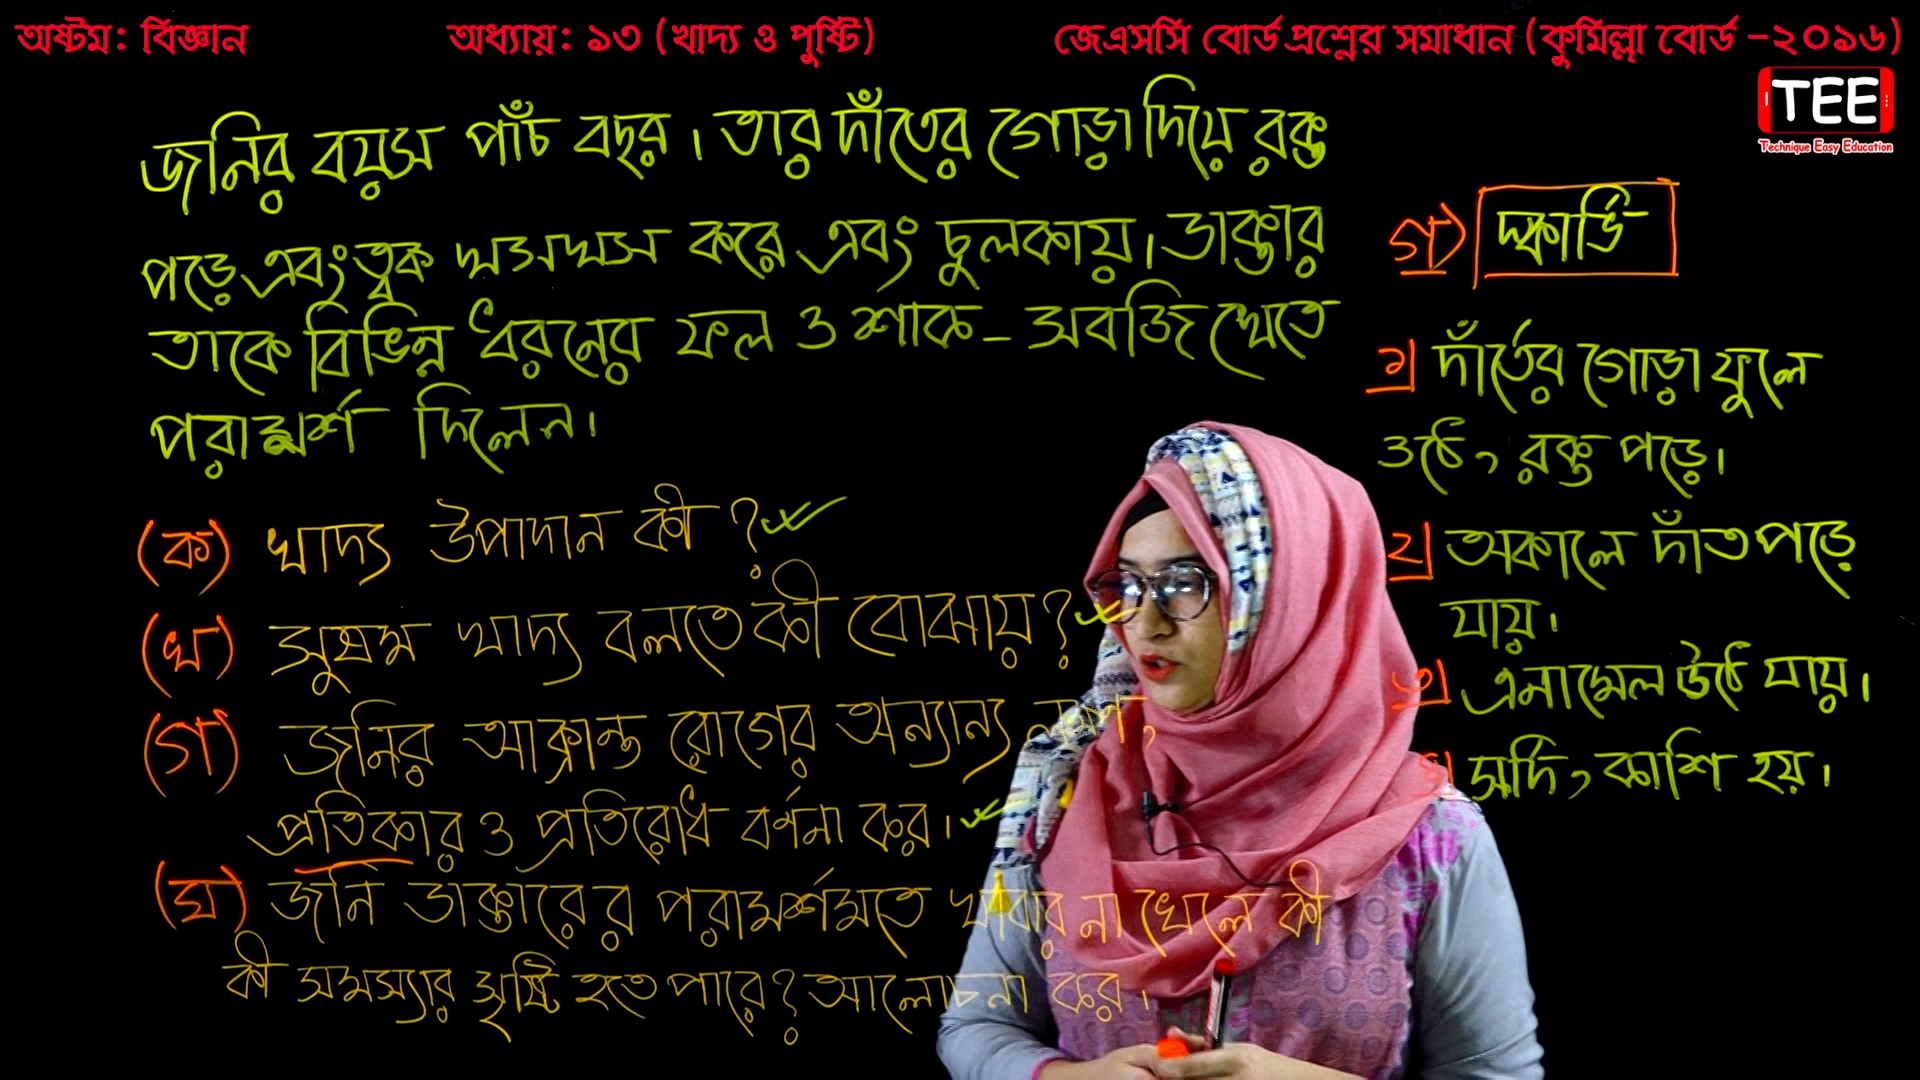 অষ্টম: বিজ্ঞান
অধ্যায়: ১৩ (খাদ্য ও পুষ্টি)
জেএসসি বোর্ড প্রশ্নের সমাধান (কুমিল্লা বোর্ড -২০১৬)
TEE
Technique Easy Education
জনির বয়স পাঁচ বছর। তার দাঁতের গোড়া দিয়ে রক্ত
পড়ে এবং ত্বক খসখস করে এবং চুলকায়। ডাক্তার
তাকে বিভিন্ন ধরনের ফল ও শাক-সবজি খেতে
পরামর্শ দিলেন।
(ক) খাদ্য উপাদান কী?
(খ) সুষম খাদ্য বলতে কী বোঝায়?
(গ) জনির আক্রান্ত রোগের অন্যান্য
প্রতিকার ও প্রতিরোধ বর্ণনা কর।
(ঘ) জনি ডাক্তারের পরামর্শমতে খাবার না খেলে কী
কী সমস্যার সৃষ্টি হতে পারে? আলোচনা কর।
গ) স্কার্ভি
১) দাঁতের গোড়া ফুলে
ওঠে, রক্ত পড়ে।
২) অকালে দাঁত পড়ে
যায়।
৩) এনামেল উঠে যায়।
৪) সর্দি, কাশি হয়।